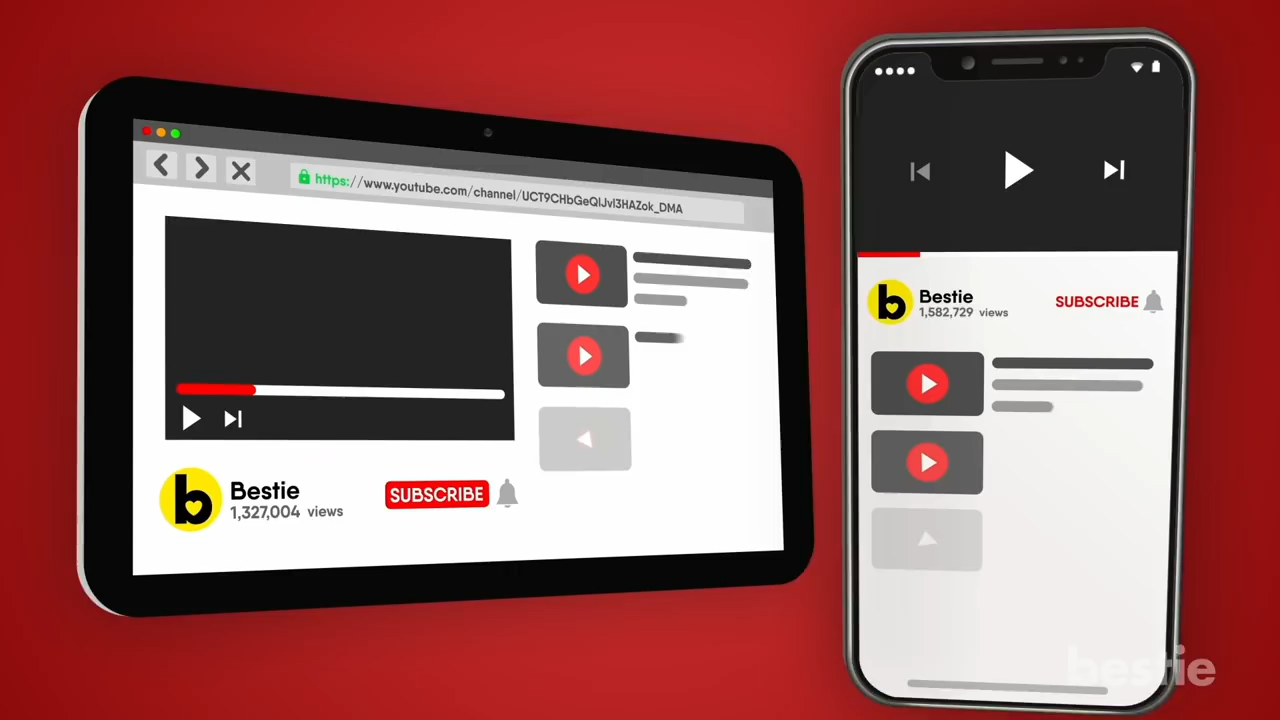 https://www.youtube.com/channel/UCT9CHbGeQIJvl3HAZok_DMA
b Bestie
1,327,004 views
SUBSCRIBE
b Bestie
1,582,729 views
SUBSCRIBE
bestie